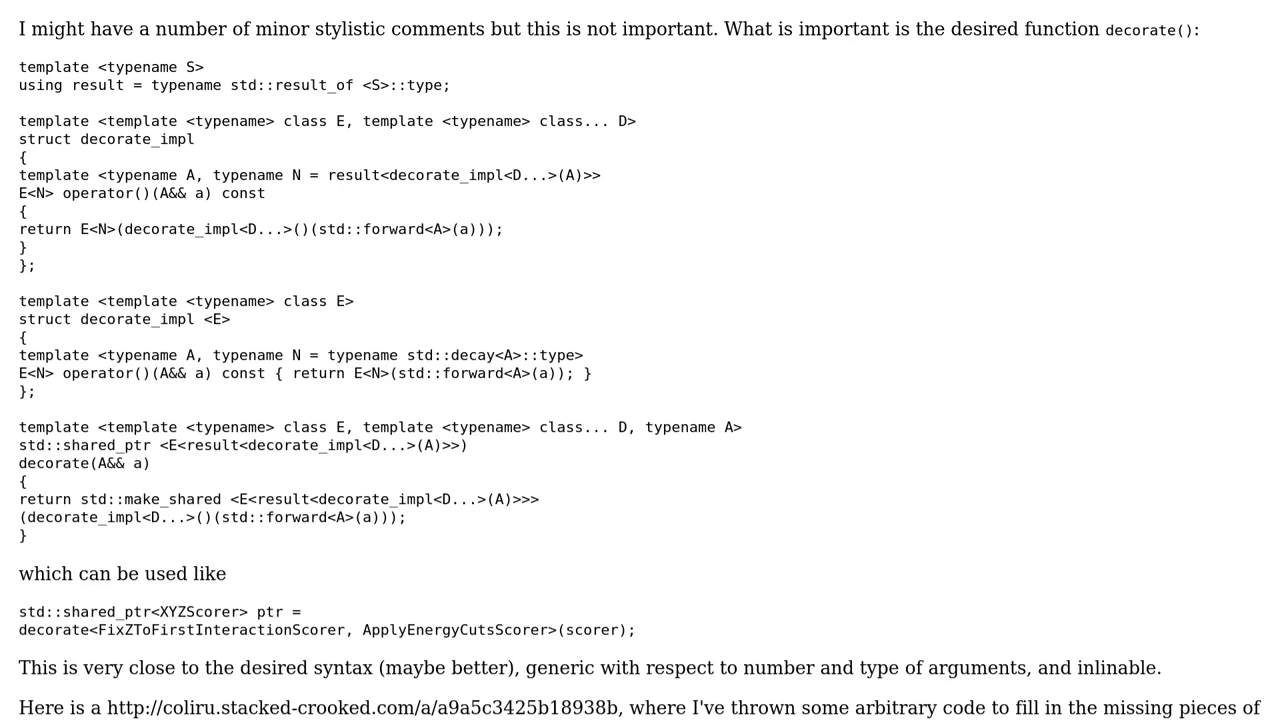 I might have a number of minor stylistic comments but this is not important. What is important is the desired function decorate():
template <typename S>
using result = typename std::result_of <S>::type;
template <template <typename> class E, template <typename> class... D>
struct decorate_impl
{
template <typename A, typename N = result<decorate_impl<D...>(A)>>
E<N> operator()(A&& a) const
{
return E<N>(decorate_impl<D...>()(std::forward<A>(a)));
}
};
template <template <typename> class E>
struct decorate_impl <E>
{
template <typename A, typename N = typename std::decay<A>::type>
E<N> operator()(A&& a) const { return E<N>(std::forward<A>(a)); }
};
template <template <typename> class E, template <typename> class... D, typename A>
std::shared_ptr <E<result<decorate_impl<D...>(A)>>)
decorate(A&& a)
{
return std::make_shared <E<result<decorate_impl<D...>(A)>>>
(decorate_impl<D...>()(std::forward<A>(a)));
}
which can be used like
std::shared_ptr<XYZScorer> ptr =
decorate<FixZToFirstInteractionScorer, ApplyEnergyCutsScorer>(scorer);
This is very close to the desired syntax (maybe better), generic with respect to number and type of arguments, and inlinable.
Here is a http://coliru.stacked-crooked.com/a/a9a5c3425b18938b, where I've thrown some arbitrary code to fill in the missing pieces of